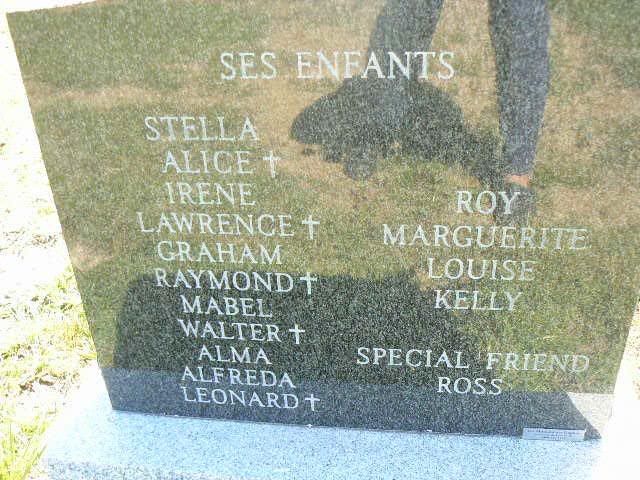 SES ENFANTS
STELLA
ALICE †
IRENE
LAWRENCE †
GRAHAM
RAYMOND †
MABEL
WALTER †
ALMA
ALFREDA
LEONARD †
ROY
MARGUERITE
LOUISE
KELLY
SPECIAL FRIEND
ROSS